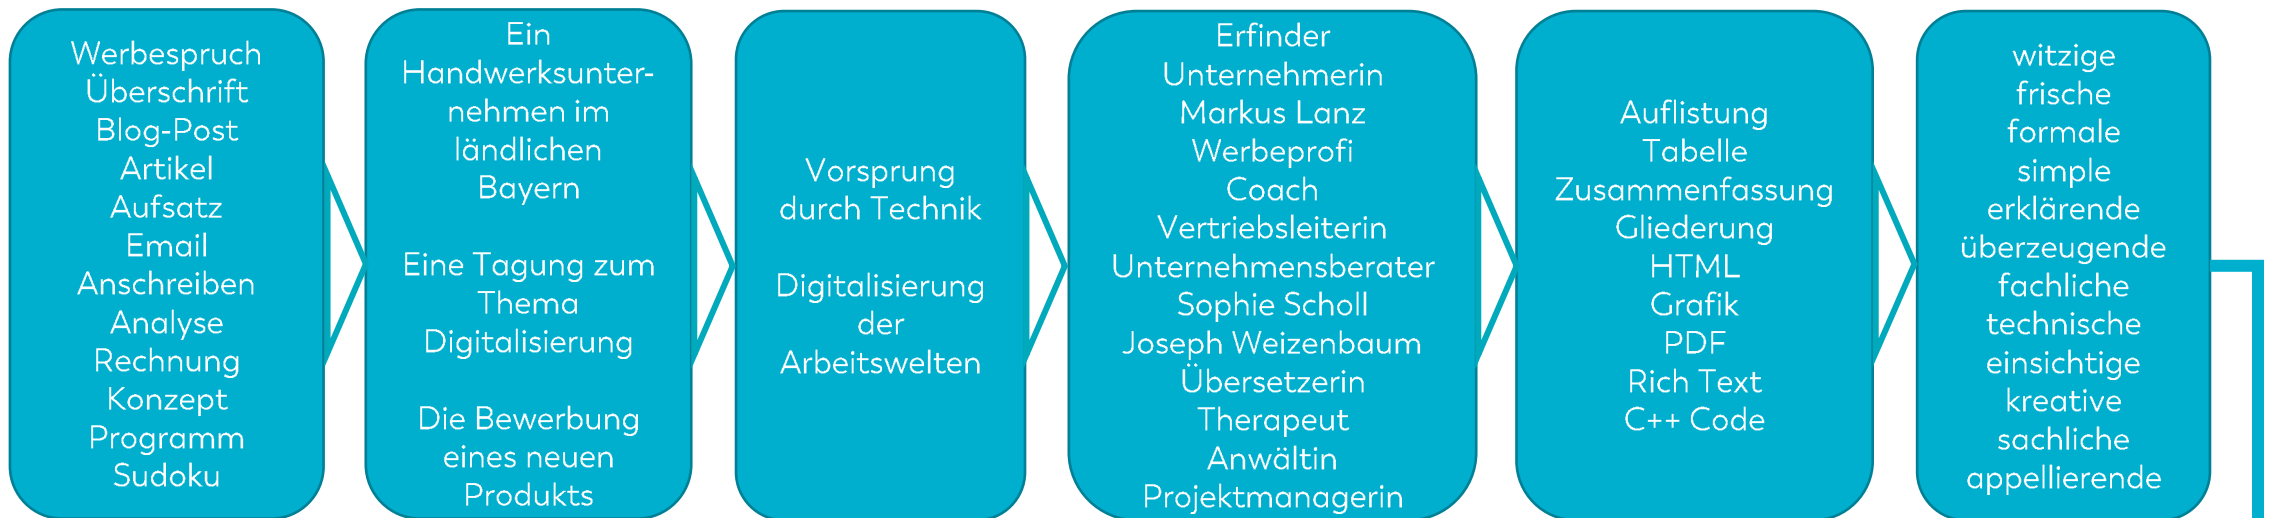 Werbespruch
Überschrift
Blog-Post
Artikel
Aufsatz
Email
Anschreiben
Analyse
Rechnung
Konzept
Programm
Sudoku
Ein
Handwerksunter-
nehmen im
ländlichen
Bayern
Eine Tagung zum
Thema
Digitalisierung
Die Bewerbung
eines neuen
Produkts
Vorsprung
durch Technik
Digitalisierung
der
Arbeitswelten
Erfinder
Unternehmerin
Markus Lanz
Werbeprofi
Coach
Vertriebsleiterin
Unternehmensberater
Sophie Scholl
Joseph Weizenbaum
Übersetzerin
Therapeut
Anwältin
Projektmanagerin
Auflistung
Tabelle
Zusammenfassung
Gliederung
HTML
Grafik
PDF
Rich Text
C++ Code
witzige
frische
formale
simple
erklärende
überzeugende
fachliche
technische
einsichtige
kreative
sachliche
appellierende